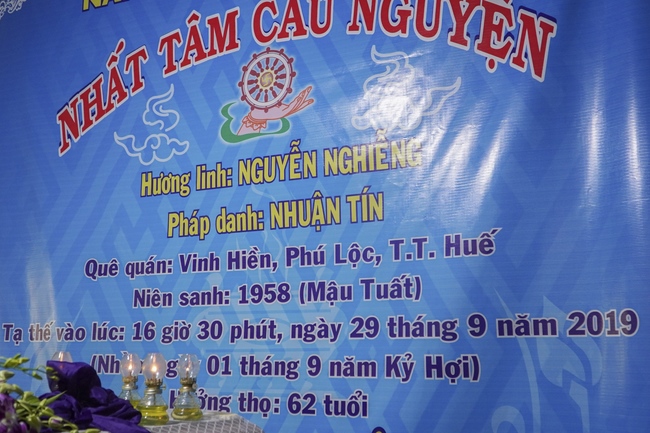 NHẤT TÂM CẦU NGUYỆN
Hương linh: NGUYỄN NGHIỄNG
Pháp danh: NHUẬN TÍN
Quê quán: Vinh Hiền, Phú Lộc, T.T. Huế
Niên sanh: 1958 (Mậu Tuất)
Tạ thế vào lúc: 16 giờ 30 phút, ngày 29 tháng 9 năm 2019
01 tháng 9 năm Kỷ Hợi)
thọ: 62 tuổi